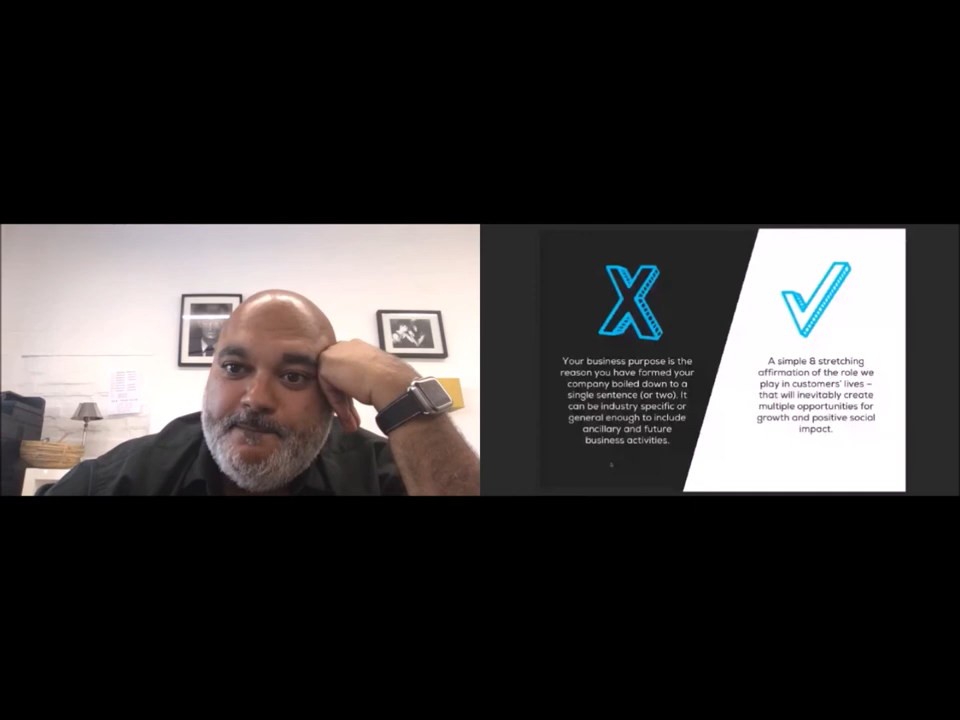 Your business purpose is the
reason you have formed your
company boiled down to a
single sentence (or two). It
can be industry specific or
general enough to include
ancillary and future
business activities.
A simple & stretching
affirmation of the role we
play in customers' lives –
that will inevitably create
multiple opportunities for
growth and positive social
impact.